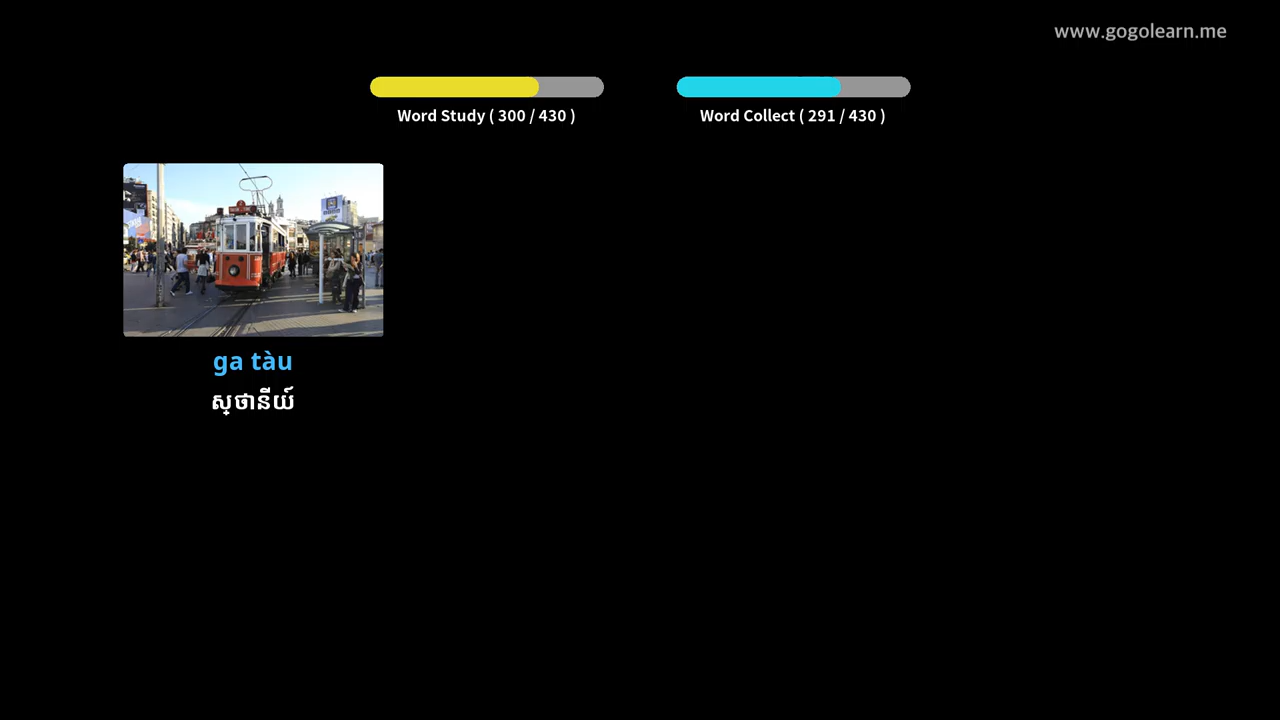 www.gogolearn.me
Word Study ( 300 / 430 )
Word Collect ( 291 / 430 )
ga tàu
ស្ថានីយ៍